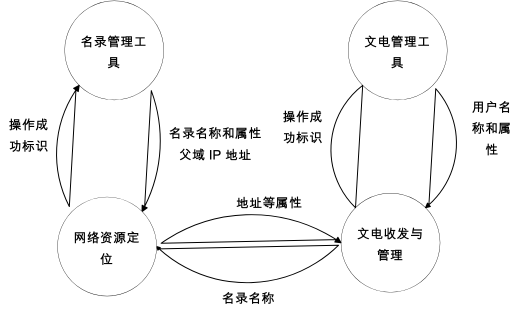 名录管理工
具
文电管理工
具
操作成
功标识
名录名称和属性
父域 IP 地址
操作成
功标识
用户名
称和属
性
网络资源定
位
地址等属性
文电收发与
管理
名录名称